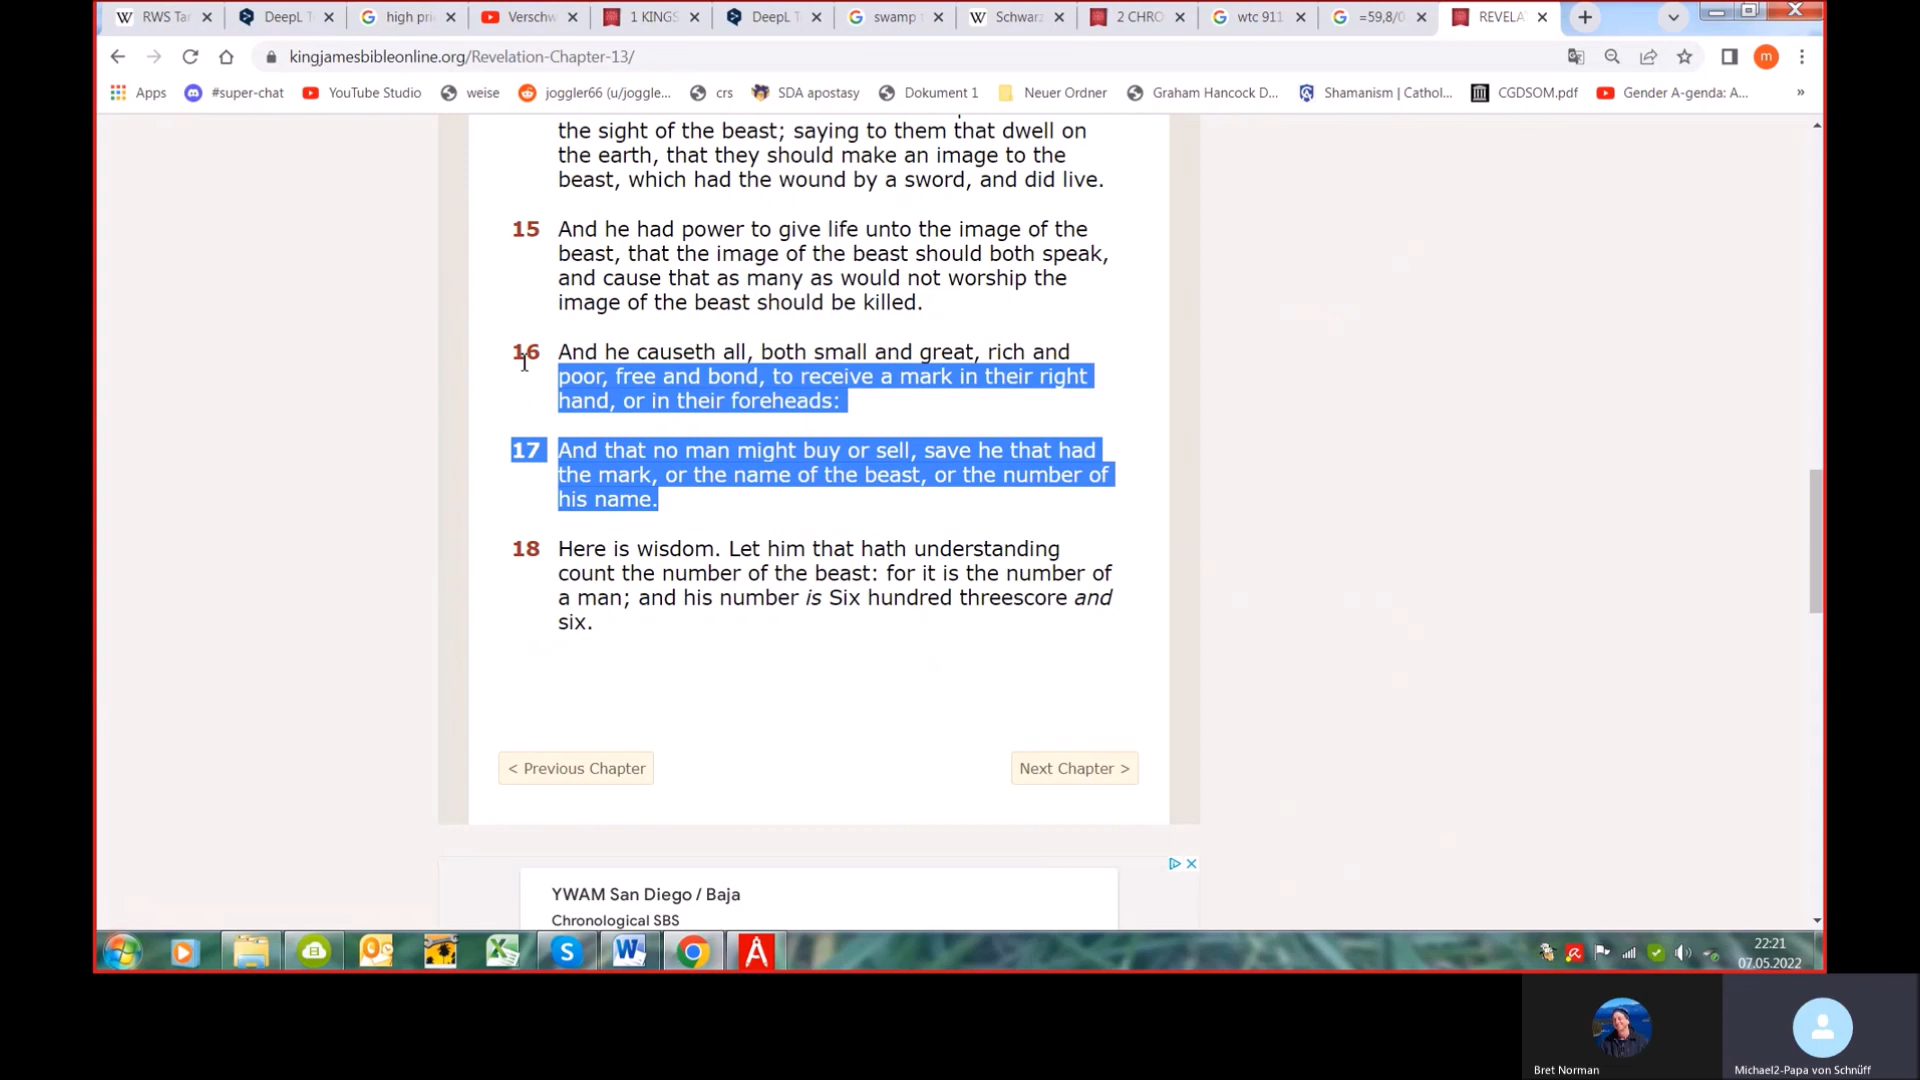 RWS Tar
DeepL T
high pri
Verschw
1 KINGS
DeepL T
swamp
Schwarz
2 CHRO
wtc 911
=59,8/0
REVELA
kingjamesbibleonline.org/Revelation-Chapter-13/
m
Apps
#super-chat
YouTube Studio
weise
joggler66 (u/joggle...
crs
SDA apostasy
Dokument 1
Neuer Ordner
Graham Hancock D...
Shamanism | Cathol...
CGDSOM.pdf
Gender A-genda: A...
»
the sight of the beast; saying to them that dwell on
the earth, that they should make an image to the
beast, which had the wound by a sword, and did live.
15 And he had power to give life unto the image of the
beast, that the image of the beast should both speak,
and cause that as many as would not worship the
image of the beast should be killed.
16 And he causeth all, both small and great, rich and
poor, free and bond, to receive a mark in their right
hand, or in their foreheads:
17 And that no man might buy or sell, save he that had
the mark, or the name of the beast, or the number of
his name.
18 Here is wisdom. Let him that hath understanding
count the number of the beast: for it is the number of
a man; and his number is Six hundred threescore and
six.
< Previous Chapter
Next Chapter >
YWAM San Diego / Baja
Chronological SBS
22:21
07.05.2022
Bret Norman
Michael2-Papa von Schnüff